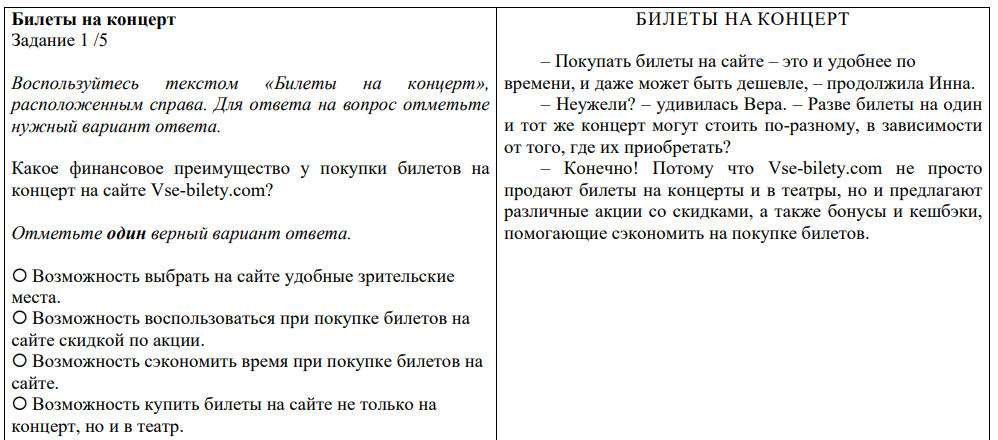 Билеты на концерт
Задание 1 /5
Воспользуйтесь текстом «Билеты на концерт»,
расположенным справа. Для ответа на вопрос отметьте
нужный вариант ответа.
Какое финансовое преимущество у покупки билетов на
концерт на сайте Vse-bilety.com?
Отметьте один верный вариант ответа.
Возможность выбрать на сайте удобные зрительские
места.
Возможность воспользоваться при покупке билетов на
сайте скидкой по акции.
Возможность сэкономить время при покупке билетов на
сайте.
Возможность купить билеты на сайте не только на
концерт, но и в театр.
БИЛЕТЫ НА КОНЦЕРТ
– Покупать билеты на сайте – это и удобнее по
времени, и даже может быть дешевле, – продолжила Инна.
– Неужели? – удивилась Вера. – Разве билеты на один
и тот же концерт могут стоить по-разному, в зависимости
от того, где их приобретать?
– Конечно! Потому что Vse-bilety.com не просто
продают билеты на концерты и в театры, но и предлагают
различные акции со скидками, а также бонусы и кешбэки,
помогающие сэкономить на покупке билетов.